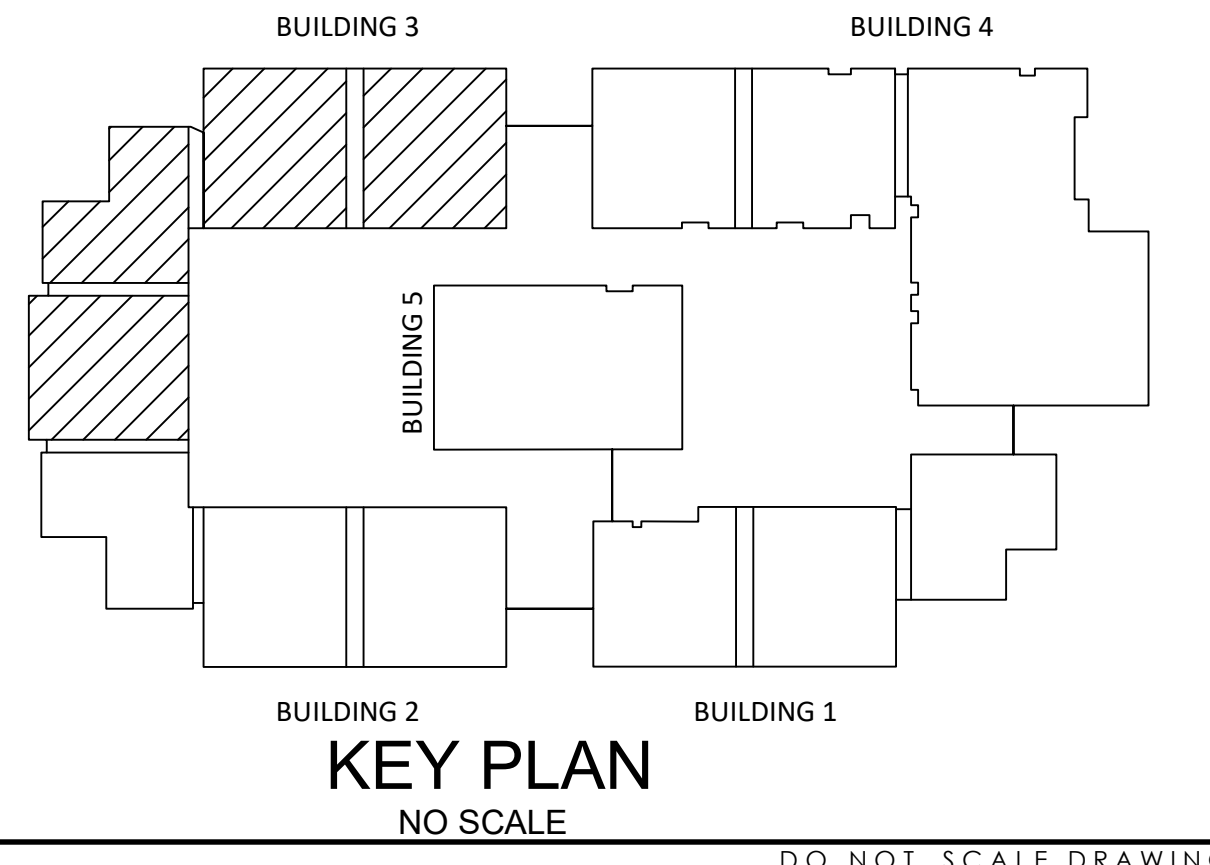 BUILDING 3
BUILDING 4
BUILDING 5
BUILDING 2
BUILDING 1
KEY PLAN
NO SCALE
DO NOT SCALE DRAWING